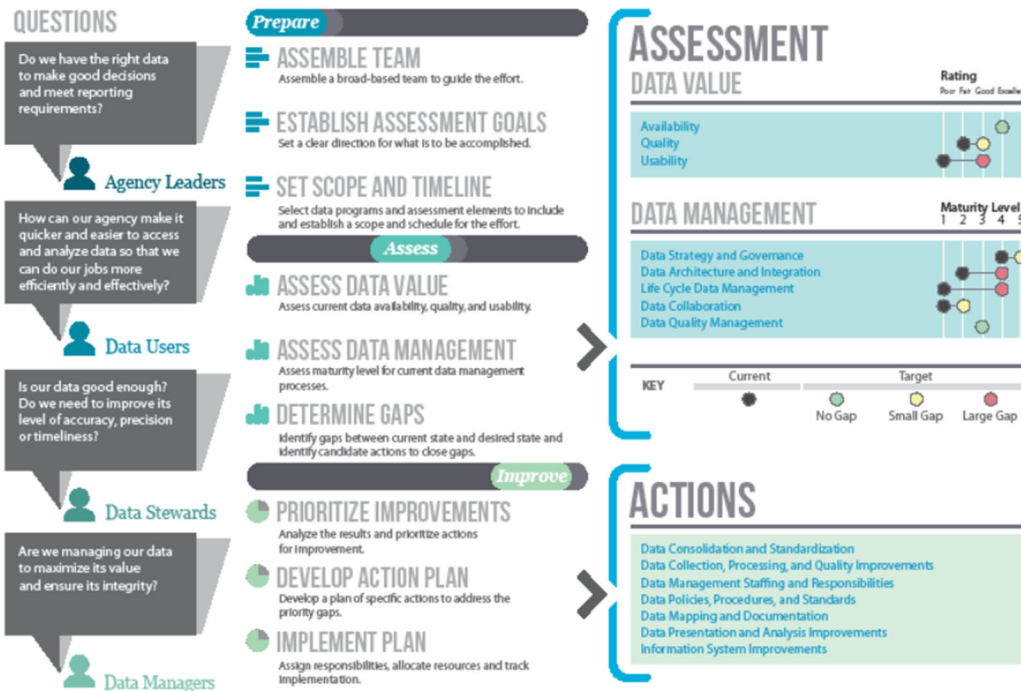 QUESTIONS
Do we have the right data
to make good decisions
and meet reporting
requirements?
Agency Leaders
How can our agency make it
quicker and easier to access
and analyze data so that we
can do our jobs more
efficiently and effectively?
Data Users
Is our data good enough?
Do we need to improve its
level of accuracy, precision
or timeliness?
Data Stewards
Are we managing our data
to maximize its value
and ensure its integrity?
Data Managers
Prepare
ASSEMBLE TEAM
Assemble a broad-based team to guide the effort.
ESTABLISH ASSESSMENT GOALS
Set a clear direction for what is to be accomplished.
SET SCOPE AND TIMELINE
Select data programs and assessment elements to include
and establish a scope and schedule for the effort.
Assess
ASSESS DATA VALUE
Assess current data availability, quality, and usability.
ASSESS DATA MANAGEMENT
Assess maturity level for current data management
processes.
DETERMINE GAPS
Identify gaps between current state and desired state and
identify candidate actions to close gaps.
Improve
PRIORITIZE IMPROVEMENTS
Analyze the results and prioritize actions
for improvement.
DEVELOP ACTION PLAN
Develop a plan of specific actions to address the
priority gaps.
IMPLEMENT PLAN
Assign responsibilities, allocate resources and track
implementation.
ASSESSMENT
DATA VALUE
Rating
Poor Fair Good Excelle
Availability
Quality
Usability
DATA MANAGEMENT
Maturity Level
1 2 3 4 5
Data Strategy and Governance
Data Architecture and Integration
Life Cycle Data Management
Data Collaboration
Data Quality Management
KEY
Current
Target
No Gap
Small Gap
Large Gap
ACTIONS
Data Consolidation and Standardization
Data Collection, Processing, and Quality Improvements
Data Management Staffing and Responsibilities
Data Policies, Procedures, and Standards
Data Mapping and Documentation
Data Presentation and Analysis Improvements
Information System Improvements